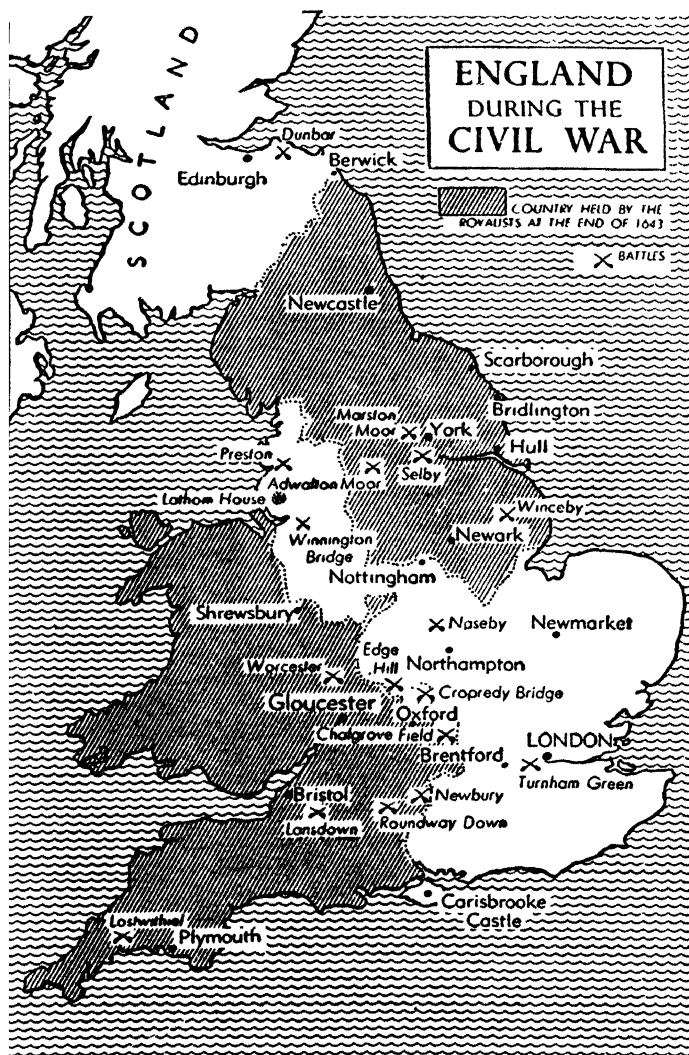 ENGLAND
DURING THE
CIVIL WAR
COUNTRY HELD BY THE
ROYALISTS AT THE END OF 1643
BATTLES
SCOTLAND
Dunbar
Edinburgh
Berwick
Newcastle
Scarborough
Bridlington
Marston
Moor
York
Hull
Preston
Adwalton Moor
Selby
Lathom House
Winceby
Winnington
Bridge
Newark
Nottingham
Shrewsbury
Naseby
Newmarket
Edge
Hill
Northampton
Worcester
Cropredy Bridge
Gloucester
Oxford
Chalgrove Field
LONDON
Brentford
Turnham Green
Bristol
Newbury
Lansdown
Roundway Down
Carisbrooke
Castle
Lostwithiel
Plymouth